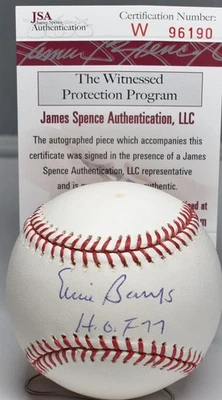 JSA
James Spence
Authentication
Certification Number:
W 96190
The Witnessed
Protection Program
James Spence Authentication, LLC
The autographed piece which accompanies this
certificate was signed in the presence of a James
Spence Authentication, LLC representative
and is
Ernie Banks
H.O.F 77